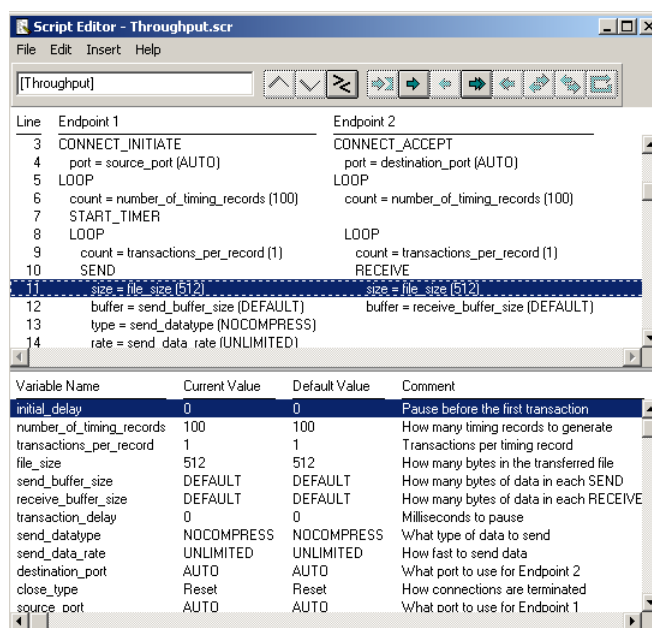 Script Editor - Throughput.scr
File Edit Insert Help
[Throughput]
Line Endpoint 1 Endpoint 2
3 CONNECT_INITIATE CONNECT_ACCEPT
4 port = source_port (AUTO) port = destination_port (AUTO)
5 LOOP LOOP
6 count = number_of_timing_records (100) count = number_of_timing_records (100)
7 START_TIMER
8 LOOP LOOP
9 count = transactions_per_record (1) count = transactions_per_record (1)
10 SEND RECEIVE
11 size = file_size (512) size = file_size (512)
12 buffer = send_buffer_size (DEFAULT) buffer = receive_buffer_size (DEFAULT)
13 type = send_datatype (NOCOMPRESS)
14 rate = send_data_rate (UNLIMITED)
Variable Name Current Value Default Value Comment
initial_delay 0 0 Pause before the first transaction
number_of_timing_records 100 100 How many timing records to generate
transactions_per_record 1 1 Transactions per timing record
file_size 512 512 How many bytes in the transferred file
send_buffer_size DEFAULT DEFAULT How many bytes of data in each SEND
receive_buffer_size DEFAULT DEFAULT How many bytes of data in each RECEIVE
transaction_delay 0 0 Milliseconds to pause
send_datatype NOCOMPRESS NOCOMPRESS What type of data to send
send_data_rate UNLIMITED UNLIMITED How fast to send data
destination_port AUTO AUTO What port to use for Endpoint 2
close_type Reset Reset How connections are terminated
source_port AUTO AUTO What port to use for Endpoint 1